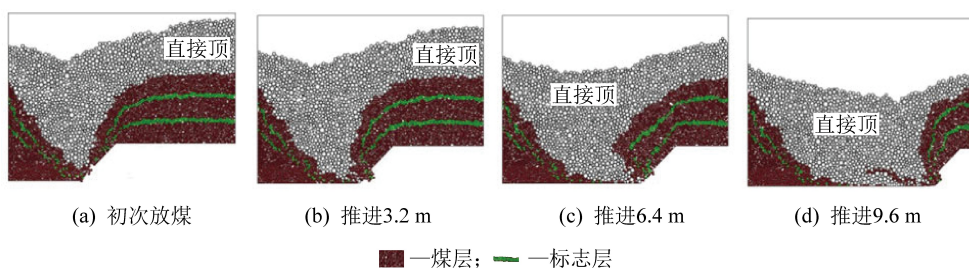 直接顶
直接顶
直接顶
直接顶
(a) 初次放煤
(b) 推进3.2 m
(c) 推进6.4 m
(d) 推进9.6 m
—煤层; —标志层